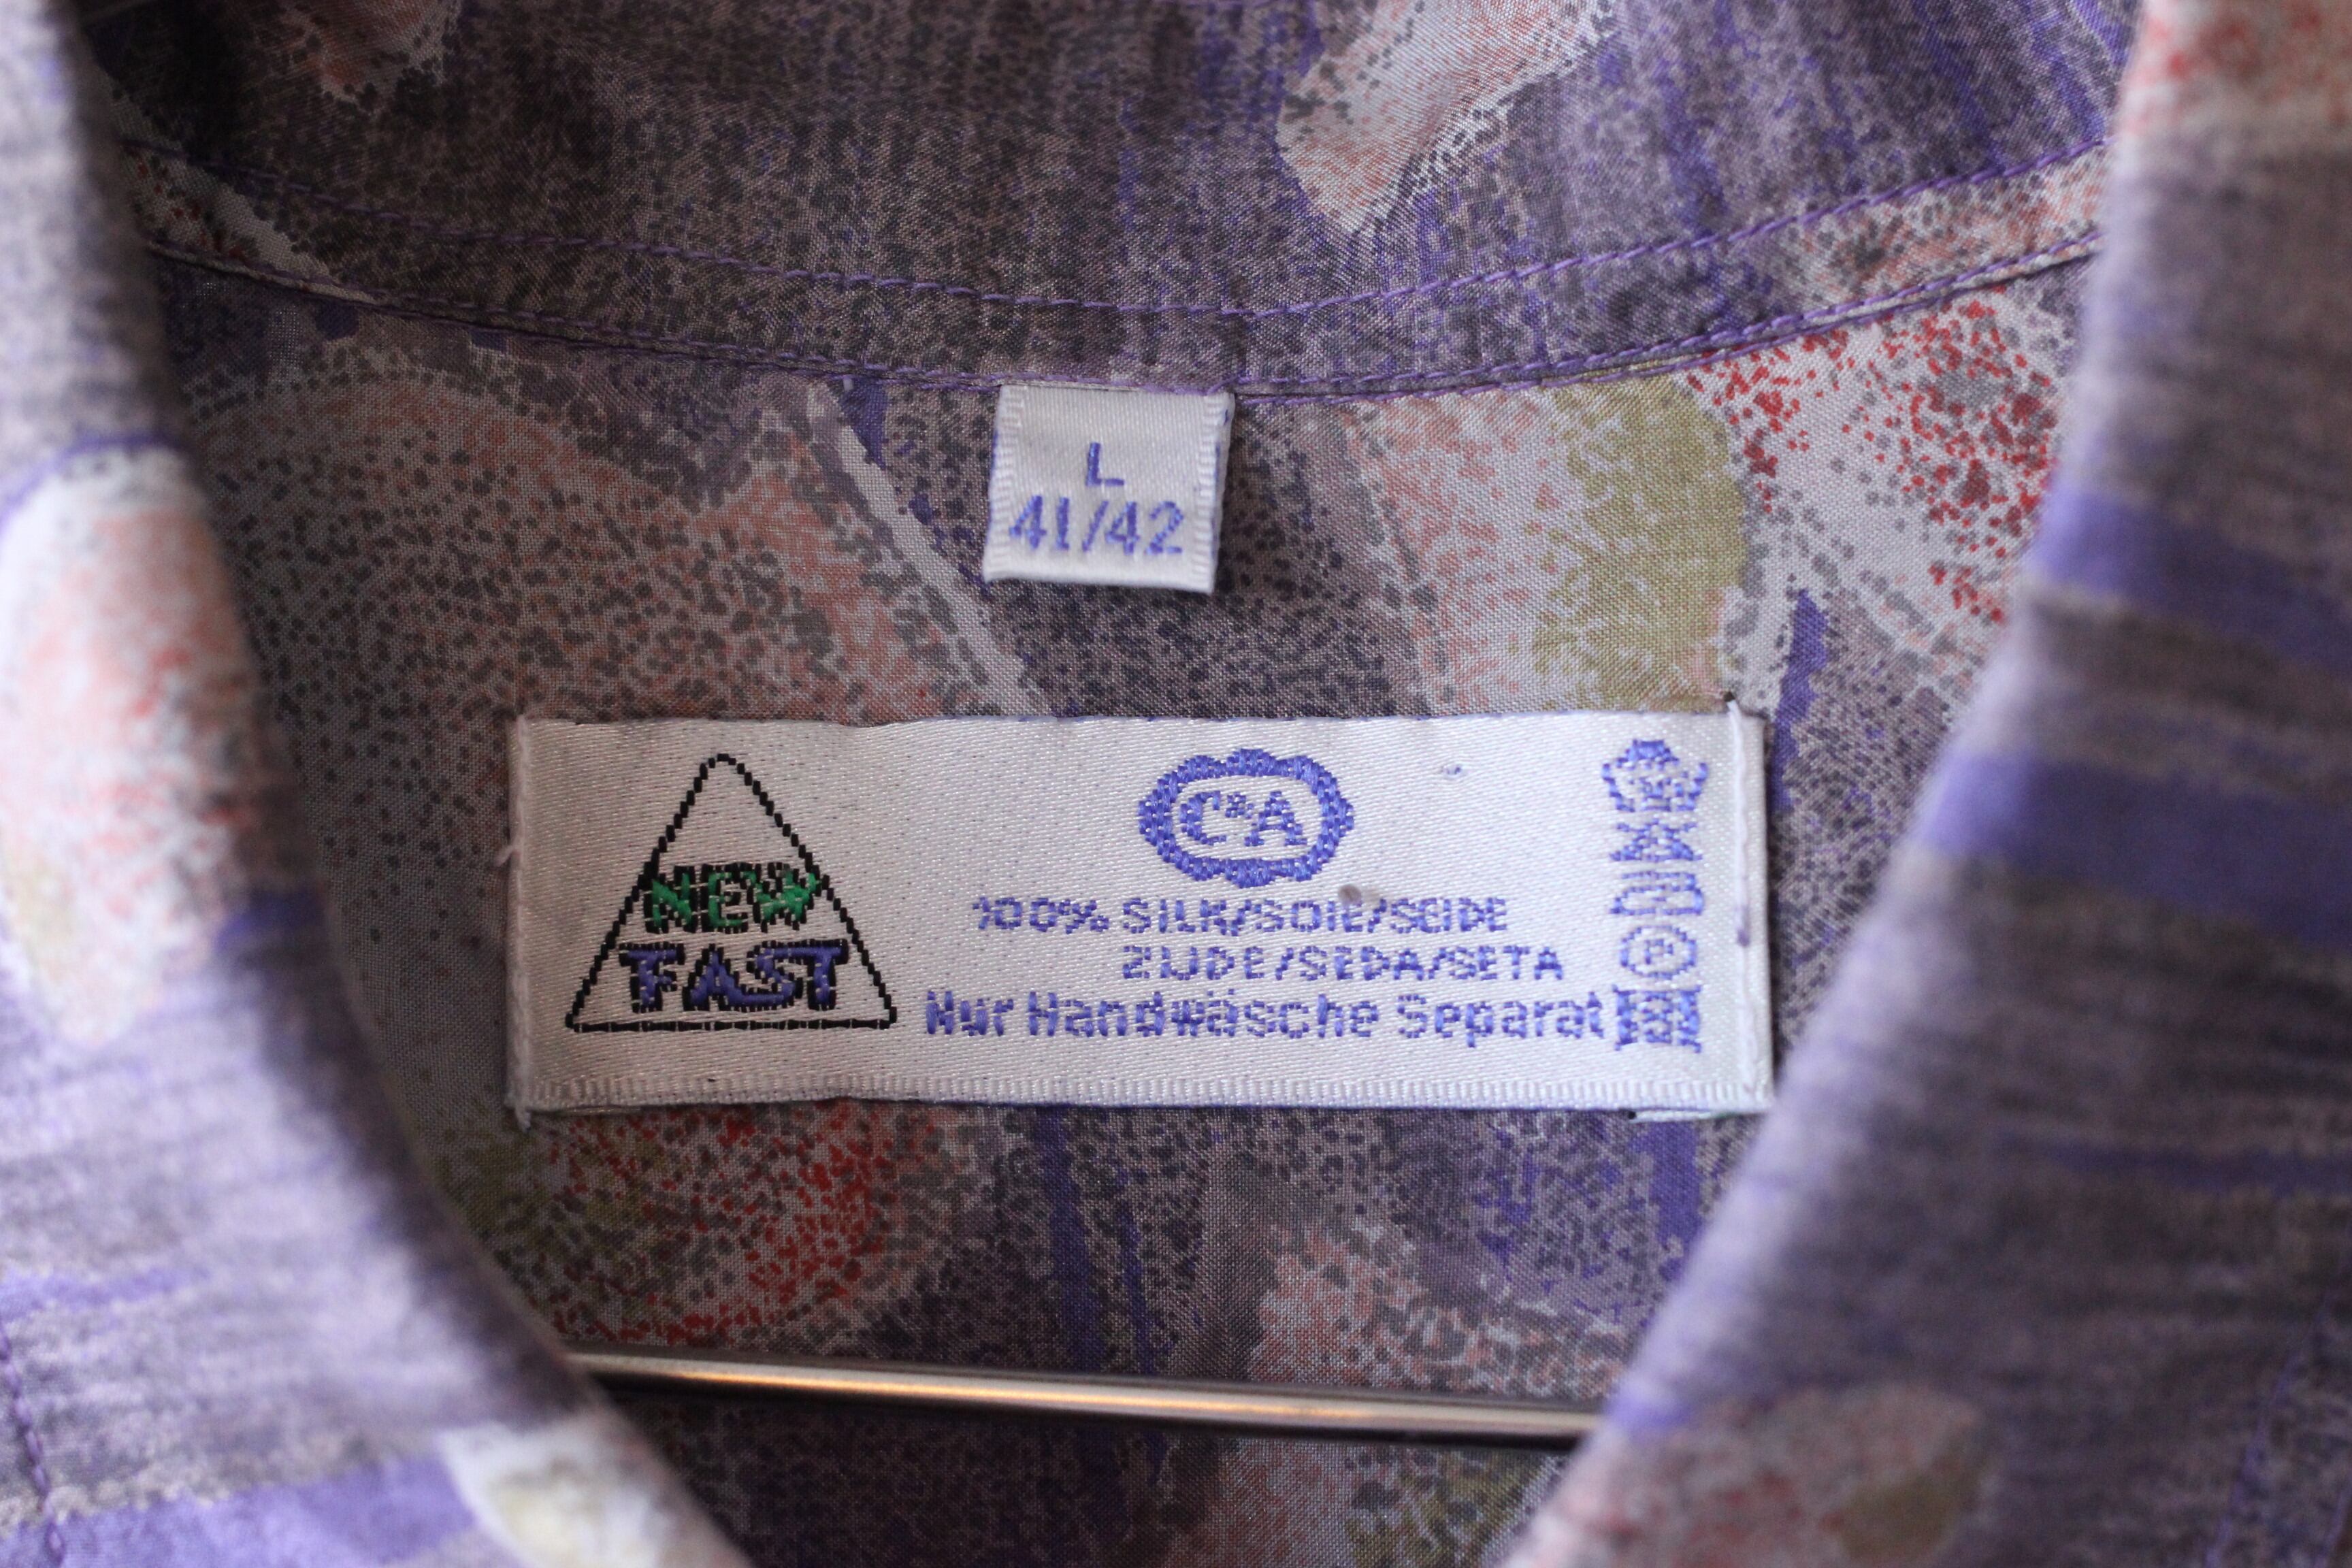 L
41/42
NEW
FAST
C&A
100% SILK/SOIE/SEIDE
ZIJDE/SEDA/SETA
Nur Handwäsche Separat
P